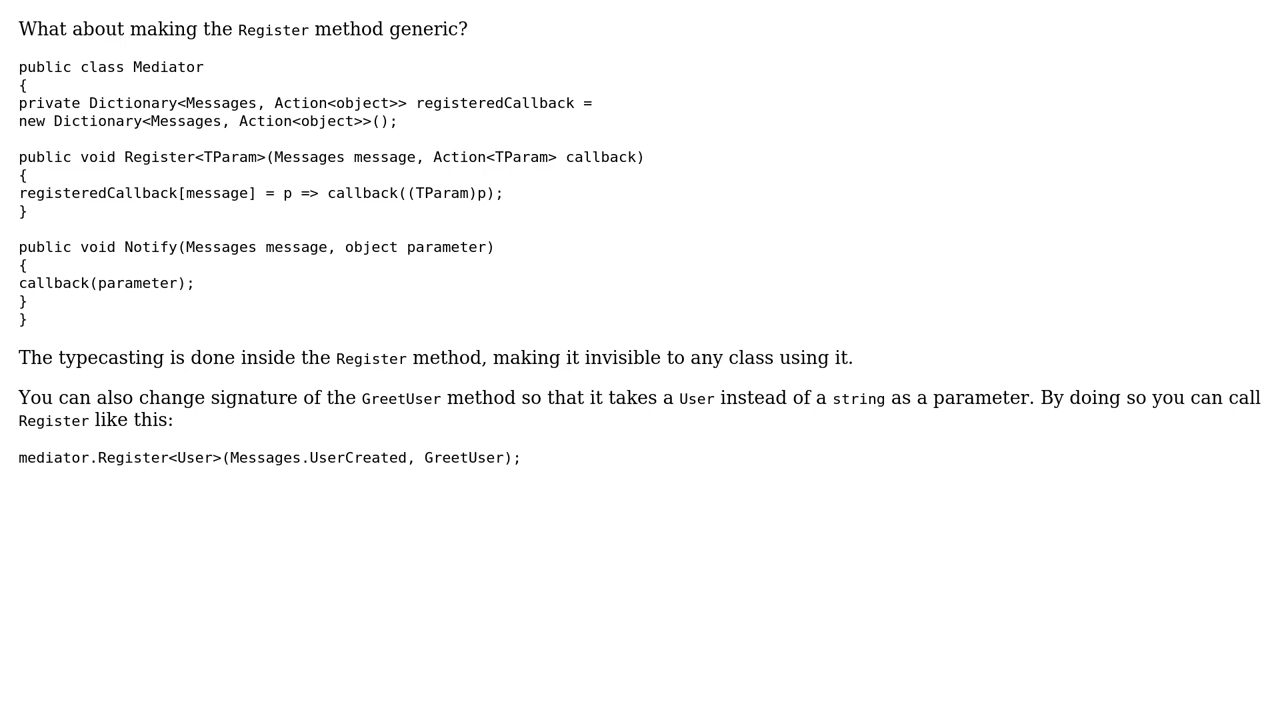 What about making the Register method generic?
public class Mediator
{
private Dictionary<Messages, Action<object>> registeredCallback =
new Dictionary<Messages, Action<object>>();
public void Register<TParam>(Messages message, Action<TParam> callback)
{
registeredCallback[message] = p => callback((TParam)p);
}
public void Notify(Messages message, object parameter)
{
callback(parameter);
}
}
The typecasting is done inside the Register method, making it invisible to any class using it.
You can also change signature of the GreetUser method so that it takes a User instead of a string as a parameter. By doing so you can call
Register like this:
mediator.Register<User>(Messages.UserCreated, GreetUser);